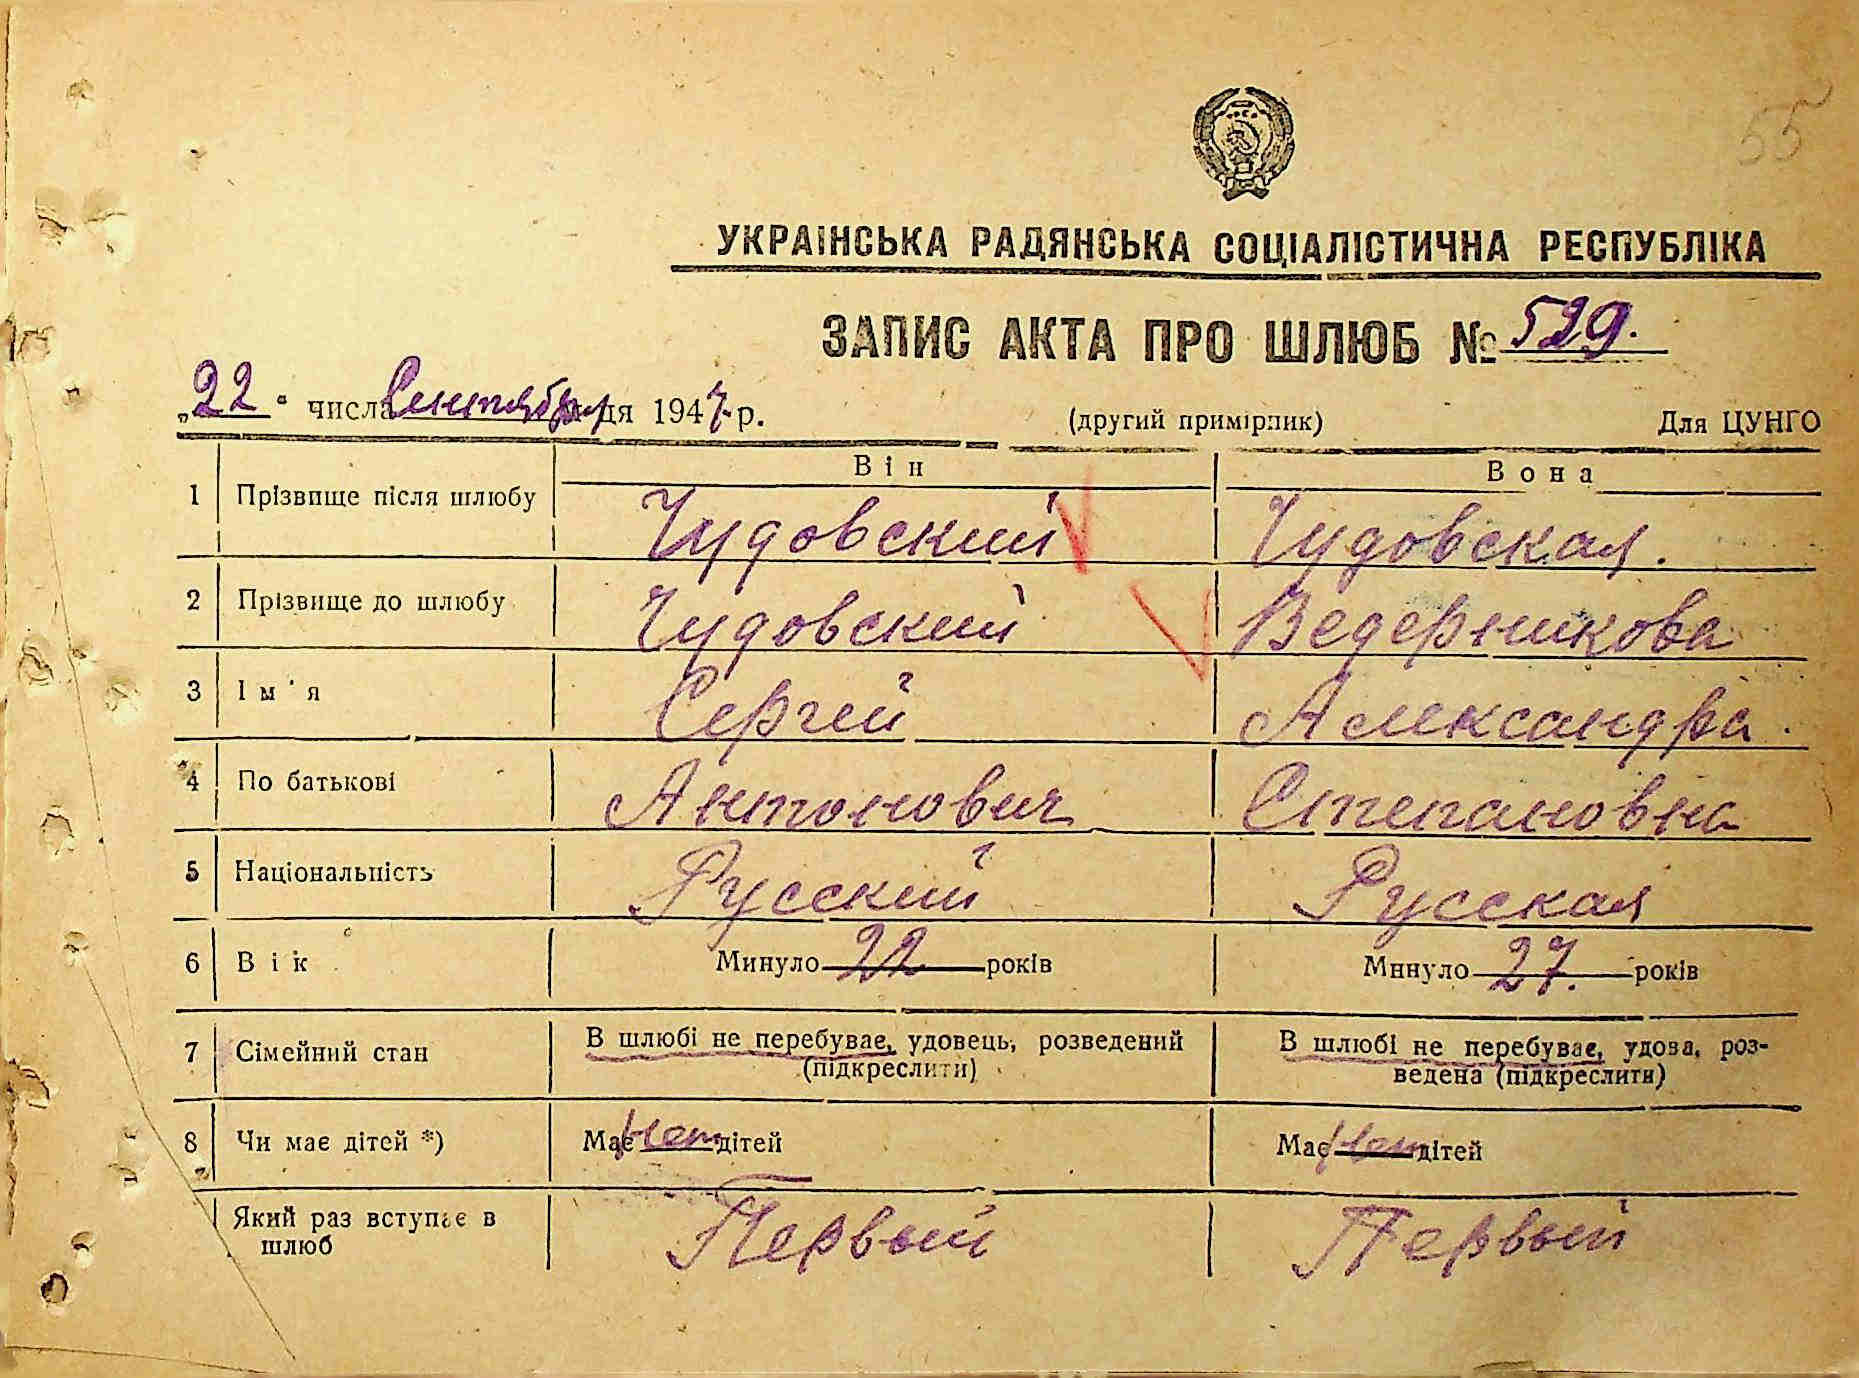 55
УКРАЇНСЬКА РАДЯНСЬКА СОЦІАЛІСТИЧНА РЕСПУБЛІКА
ЗАПИС АКТА ПРО ШЛЮБ № 529.
„22“ числа Сентября дня 1947 р. (другий примірник) Для ЦУНГО
Він Вона
1 Прізвище після шлюбу Чудовский Чудовская.
2 Прізвище до шлюбу Чудовский Ведерникова
3 Ім'я Сергей Александра.
4 По батькові Антонович Степановна
5 Національність Русский Русская
6 Вік Минуло 22 років Минуло 27. років
7 Сімейний стан В шлюбі не перебуває, удовець, розведений (підкреслити) В шлюбі не перебуває, удова, роз-
ведена (підкреслити)
8 Чи має дітей *) Має нет дітей Має нет дітей
Який раз вступає в шлюб Первый Первый